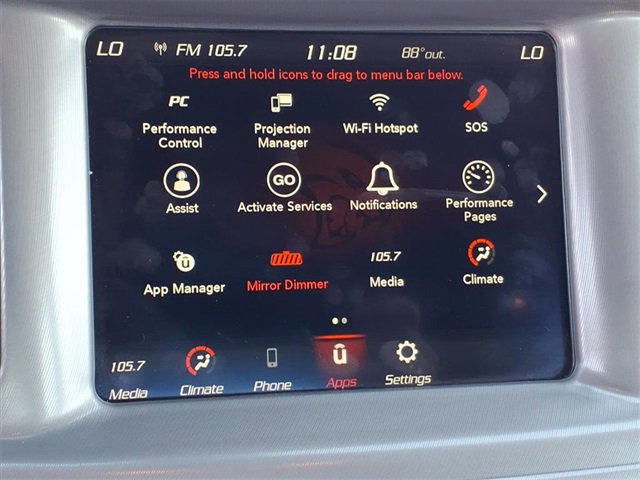 LO FM 105.7 11:08 88° out. LO
Press and hold icons to drag to menu bar below.
PC
Performance Control
Projection Manager
Wi-Fi Hotspot
SOS
Assist
GO
Activate Services
Notifications
Performance Pages
u
App Manager
Mirror Dimmer
105.7
Media
Climate
105.7
Media
Climate
Phone
u
Apps
Settings